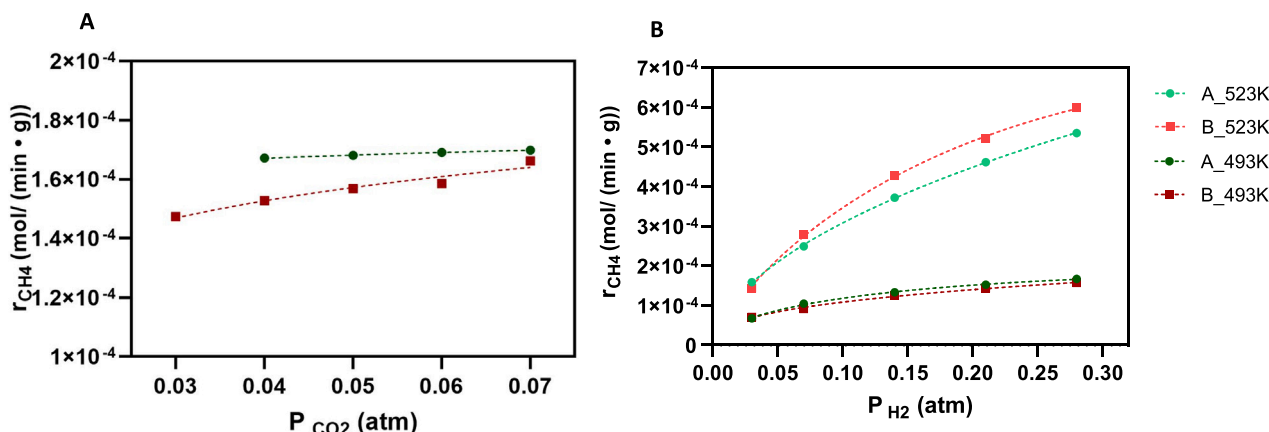 A
2×10⁻⁴
1.8×10⁻⁴
1.6×10⁻⁴
1.4×10⁻⁴
1.2×10⁻⁴
1×10⁻⁴
rCH4 (mol/ (min • g))
0.03 0.04 0.05 0.06 0.07
P CO2 (atm)
B
7×10⁻⁴
6×10⁻⁴
5×10⁻⁴
4×10⁻⁴
3×10⁻⁴
2×10⁻⁴
1×10⁻⁴
0
rCH4 (mol/ (min • g))
0.00 0.05 0.10 0.15 0.20 0.25 0.30
P H2 (atm)
A_523K
B_523K
A_493K
B_493K